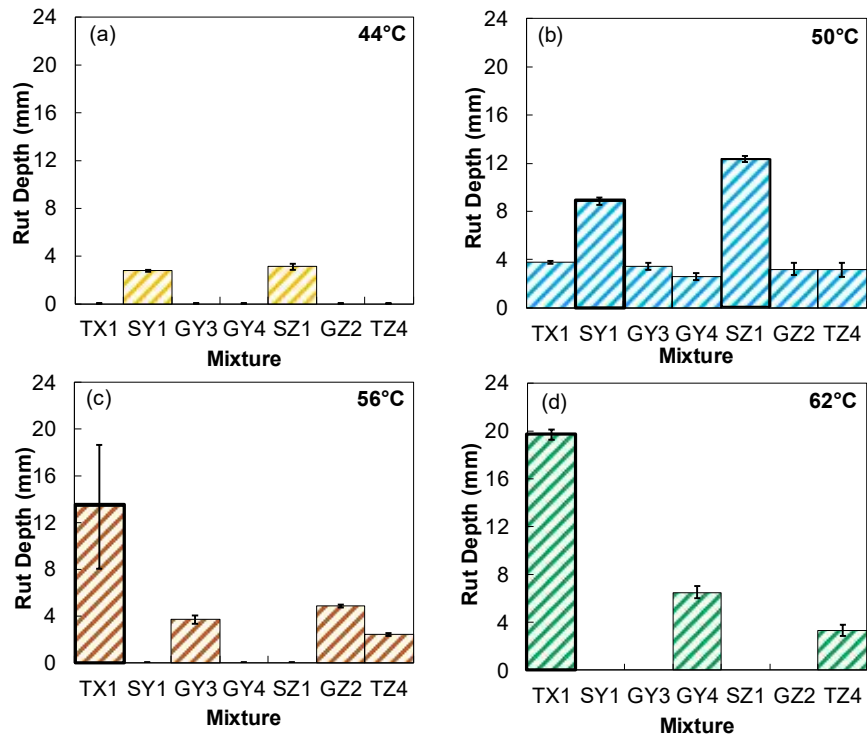 (a)
44°C
24
20
16
12
8
4
0
Rut Depth (mm)
TX1 SY1 GY3 GY4 SZ1 GZ2 TZ4
Mixture
(b)
50°C
24
20
16
12
8
4
0
Rut Depth (mm)
TX1 SY1 GY3 GY4 SZ1 GZ2 TZ4
Mixture
(c)
56°C
24
20
16
12
8
4
0
Rut Depth (mm)
TX1 SY1 GY3 GY4 SZ1 GZ2 TZ4
Mixture
(d)
62°C
24
20
16
12
8
4
0
Rut Depth (mm)
TX1 SY1 GY3 GY4 SZ1 GZ2 TZ4
Mixture